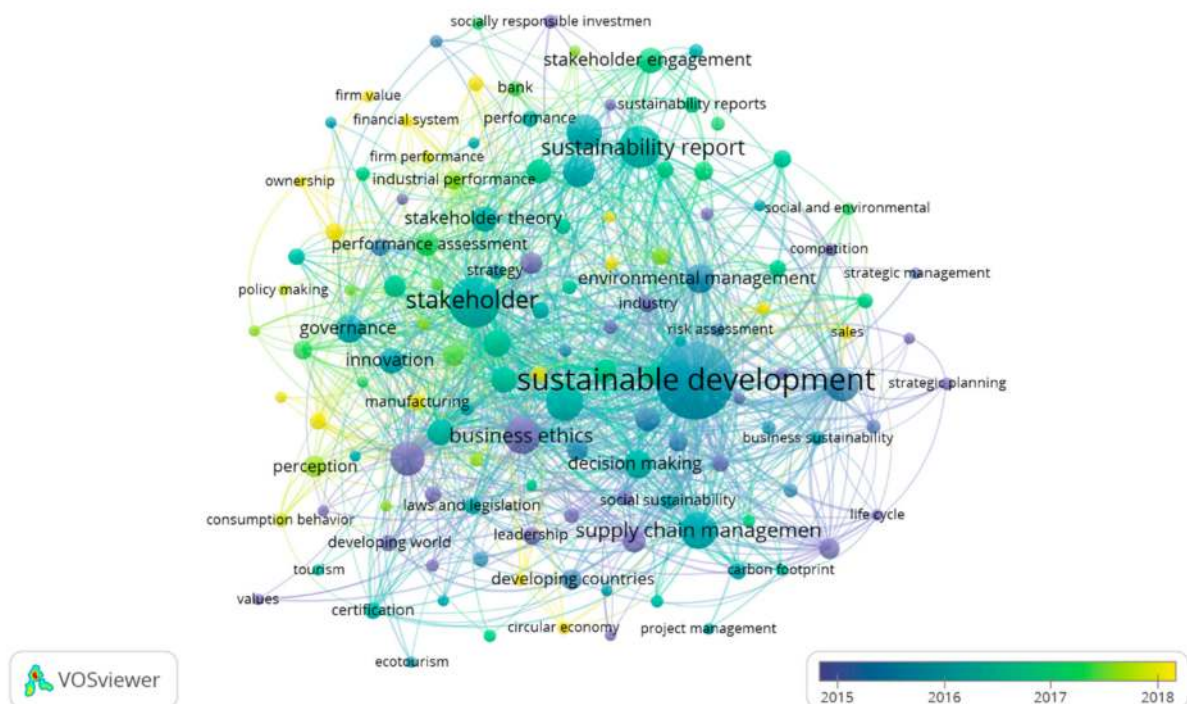 socially responsible investmen
stakeholder engagement
bank
firm value
sustainability reports
performance
financial system
sustainability report
firm performance
industrial performance
ownership
social and environmental
stakeholder theory
performance assessment
competition
strategy
strategic management
environmental management
policy making
stakeholder
industry
governance
risk assessment
sales
innovation
sustainable development
strategic planning
manufacturing
business ethics
business sustainability
perception
decision making
social sustainability
laws and legislation
consumption behavior
life cycle
supply chain managemen
leadership
developing world
tourism
carbon footprint
developing countries
values
certification
circular economy
project management
ecotourism
VOSviewer
2015 2016 2017 2018